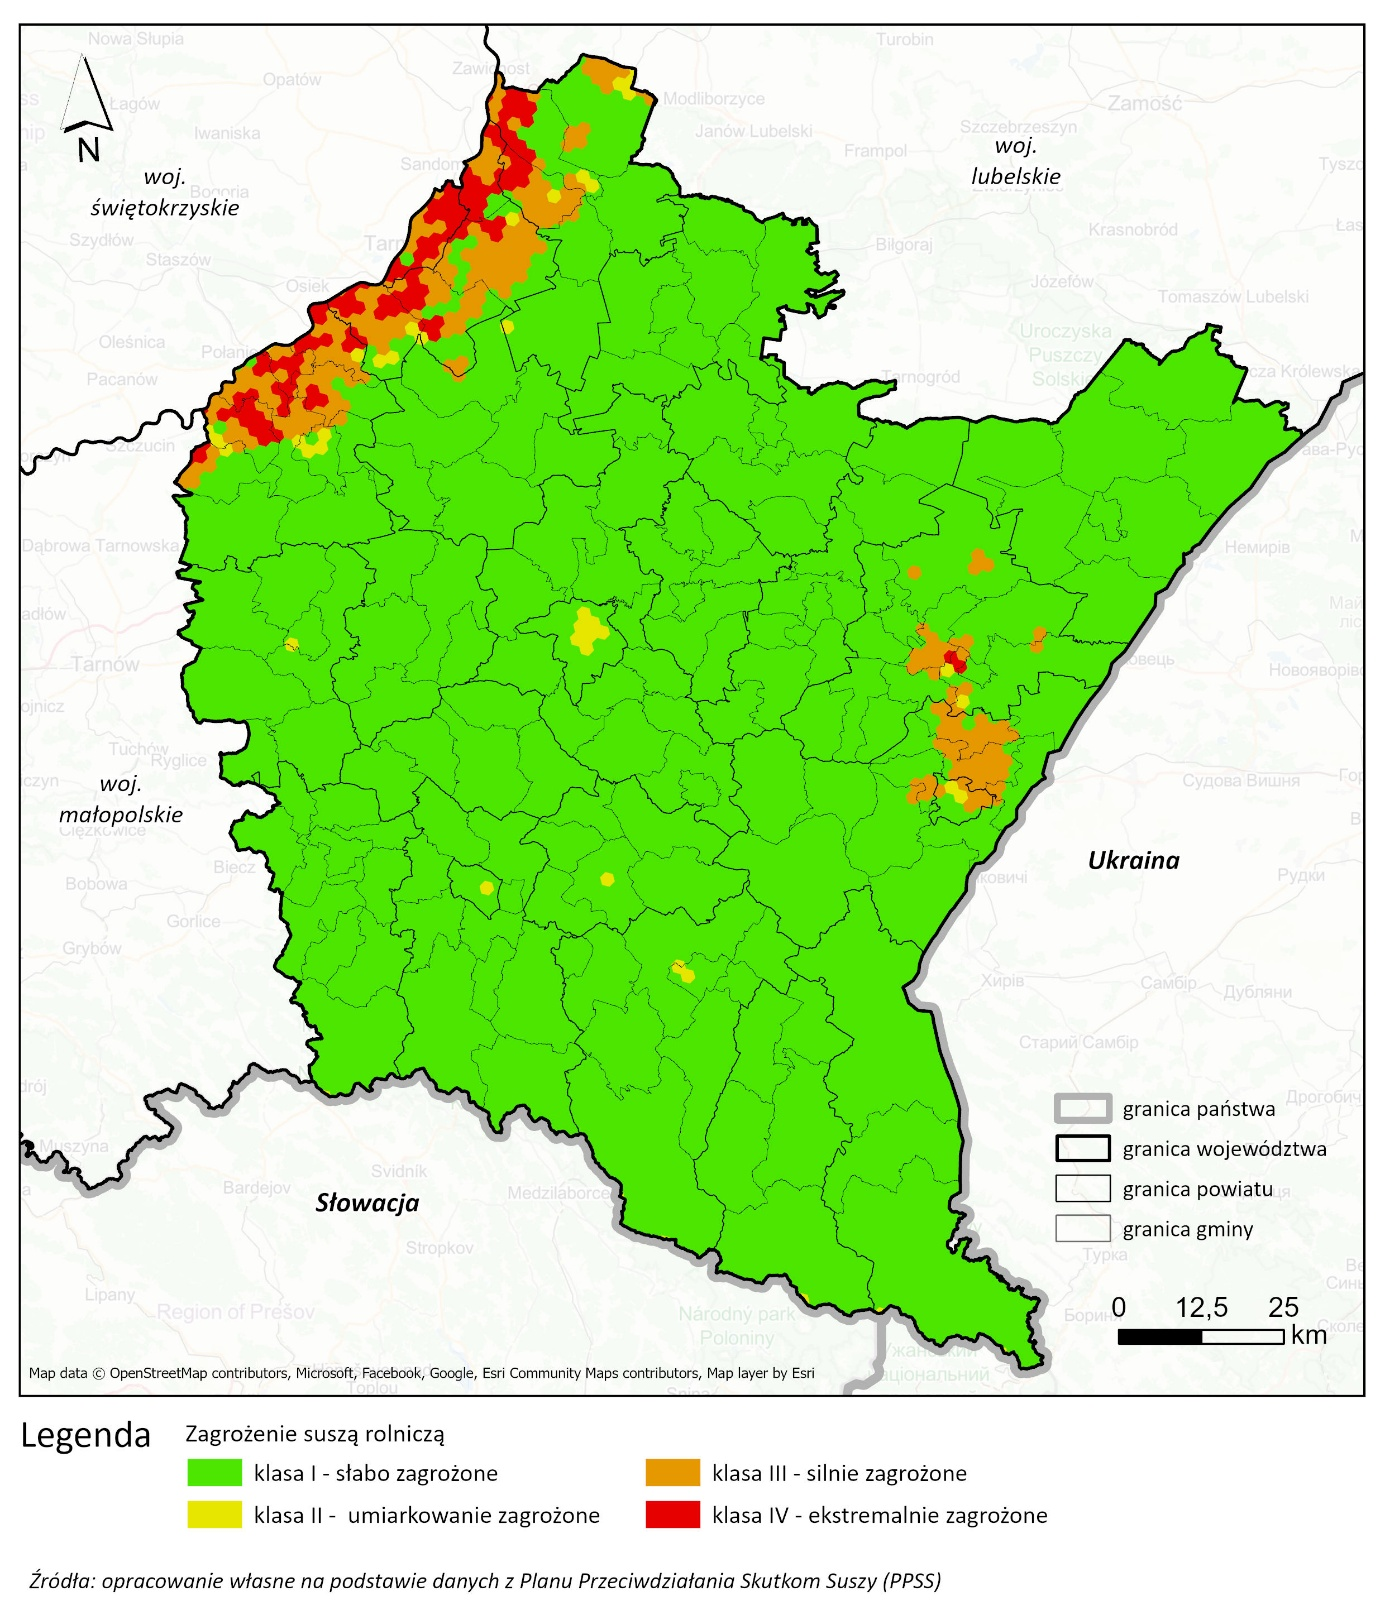 Nowa Słupia
Turobin
Opatów
Zawichost
Łagów
Modliborzyce
Zamość
Iwaniska
Janów Lubelski
Szczebrzeszyn
N
Frampol
woj.
lubelskie
woj.
świętokrzyskie
Bogoria
Szydłów
Krasnobród
Biłgoraj
Staszów
Osiek
Józefów
Tomaszów Lubelski
Oleśnica
Uroczyska
Puszczy
Solskiej
Pacanów
Tarnogród
Szczucin
Dąbrowa Tarnowska
Немирів
Tarnów
Tuchów
Ryglice
Судова Вишня
woj.
małopolskie
Ciężkowice
Ukraina
Biecz
Bobowa
Рудки
Gorlice
Grybów
Хирів
Самбір
Дубляни
Старий Самбір
granica państwa
Muszyna
granica województwa
Svidnik
Bardejov
Medzilaborce
granica powiatu
Słowacja
granica gminy
Stropkov
Турка
Lipany
Region of Prešov
Národný park
Poloniny
0 12,5 25
km
Map data © OpenStreetMap contributors, Microsoft, Facebook, Google, Esri Community Maps contributors, Map layer by Esri
Legenda Zagrożenie suszą rolniczą
klasa I - słabo zagrożone klasa III - silnie zagrożone
klasa II - umiarkowanie zagrożone klasa IV - ekstremalnie zagrożone
Źródła: opracowanie własne na podstawie danych z Planu Przeciwdziałania Skutkom Suszy (PPSS)